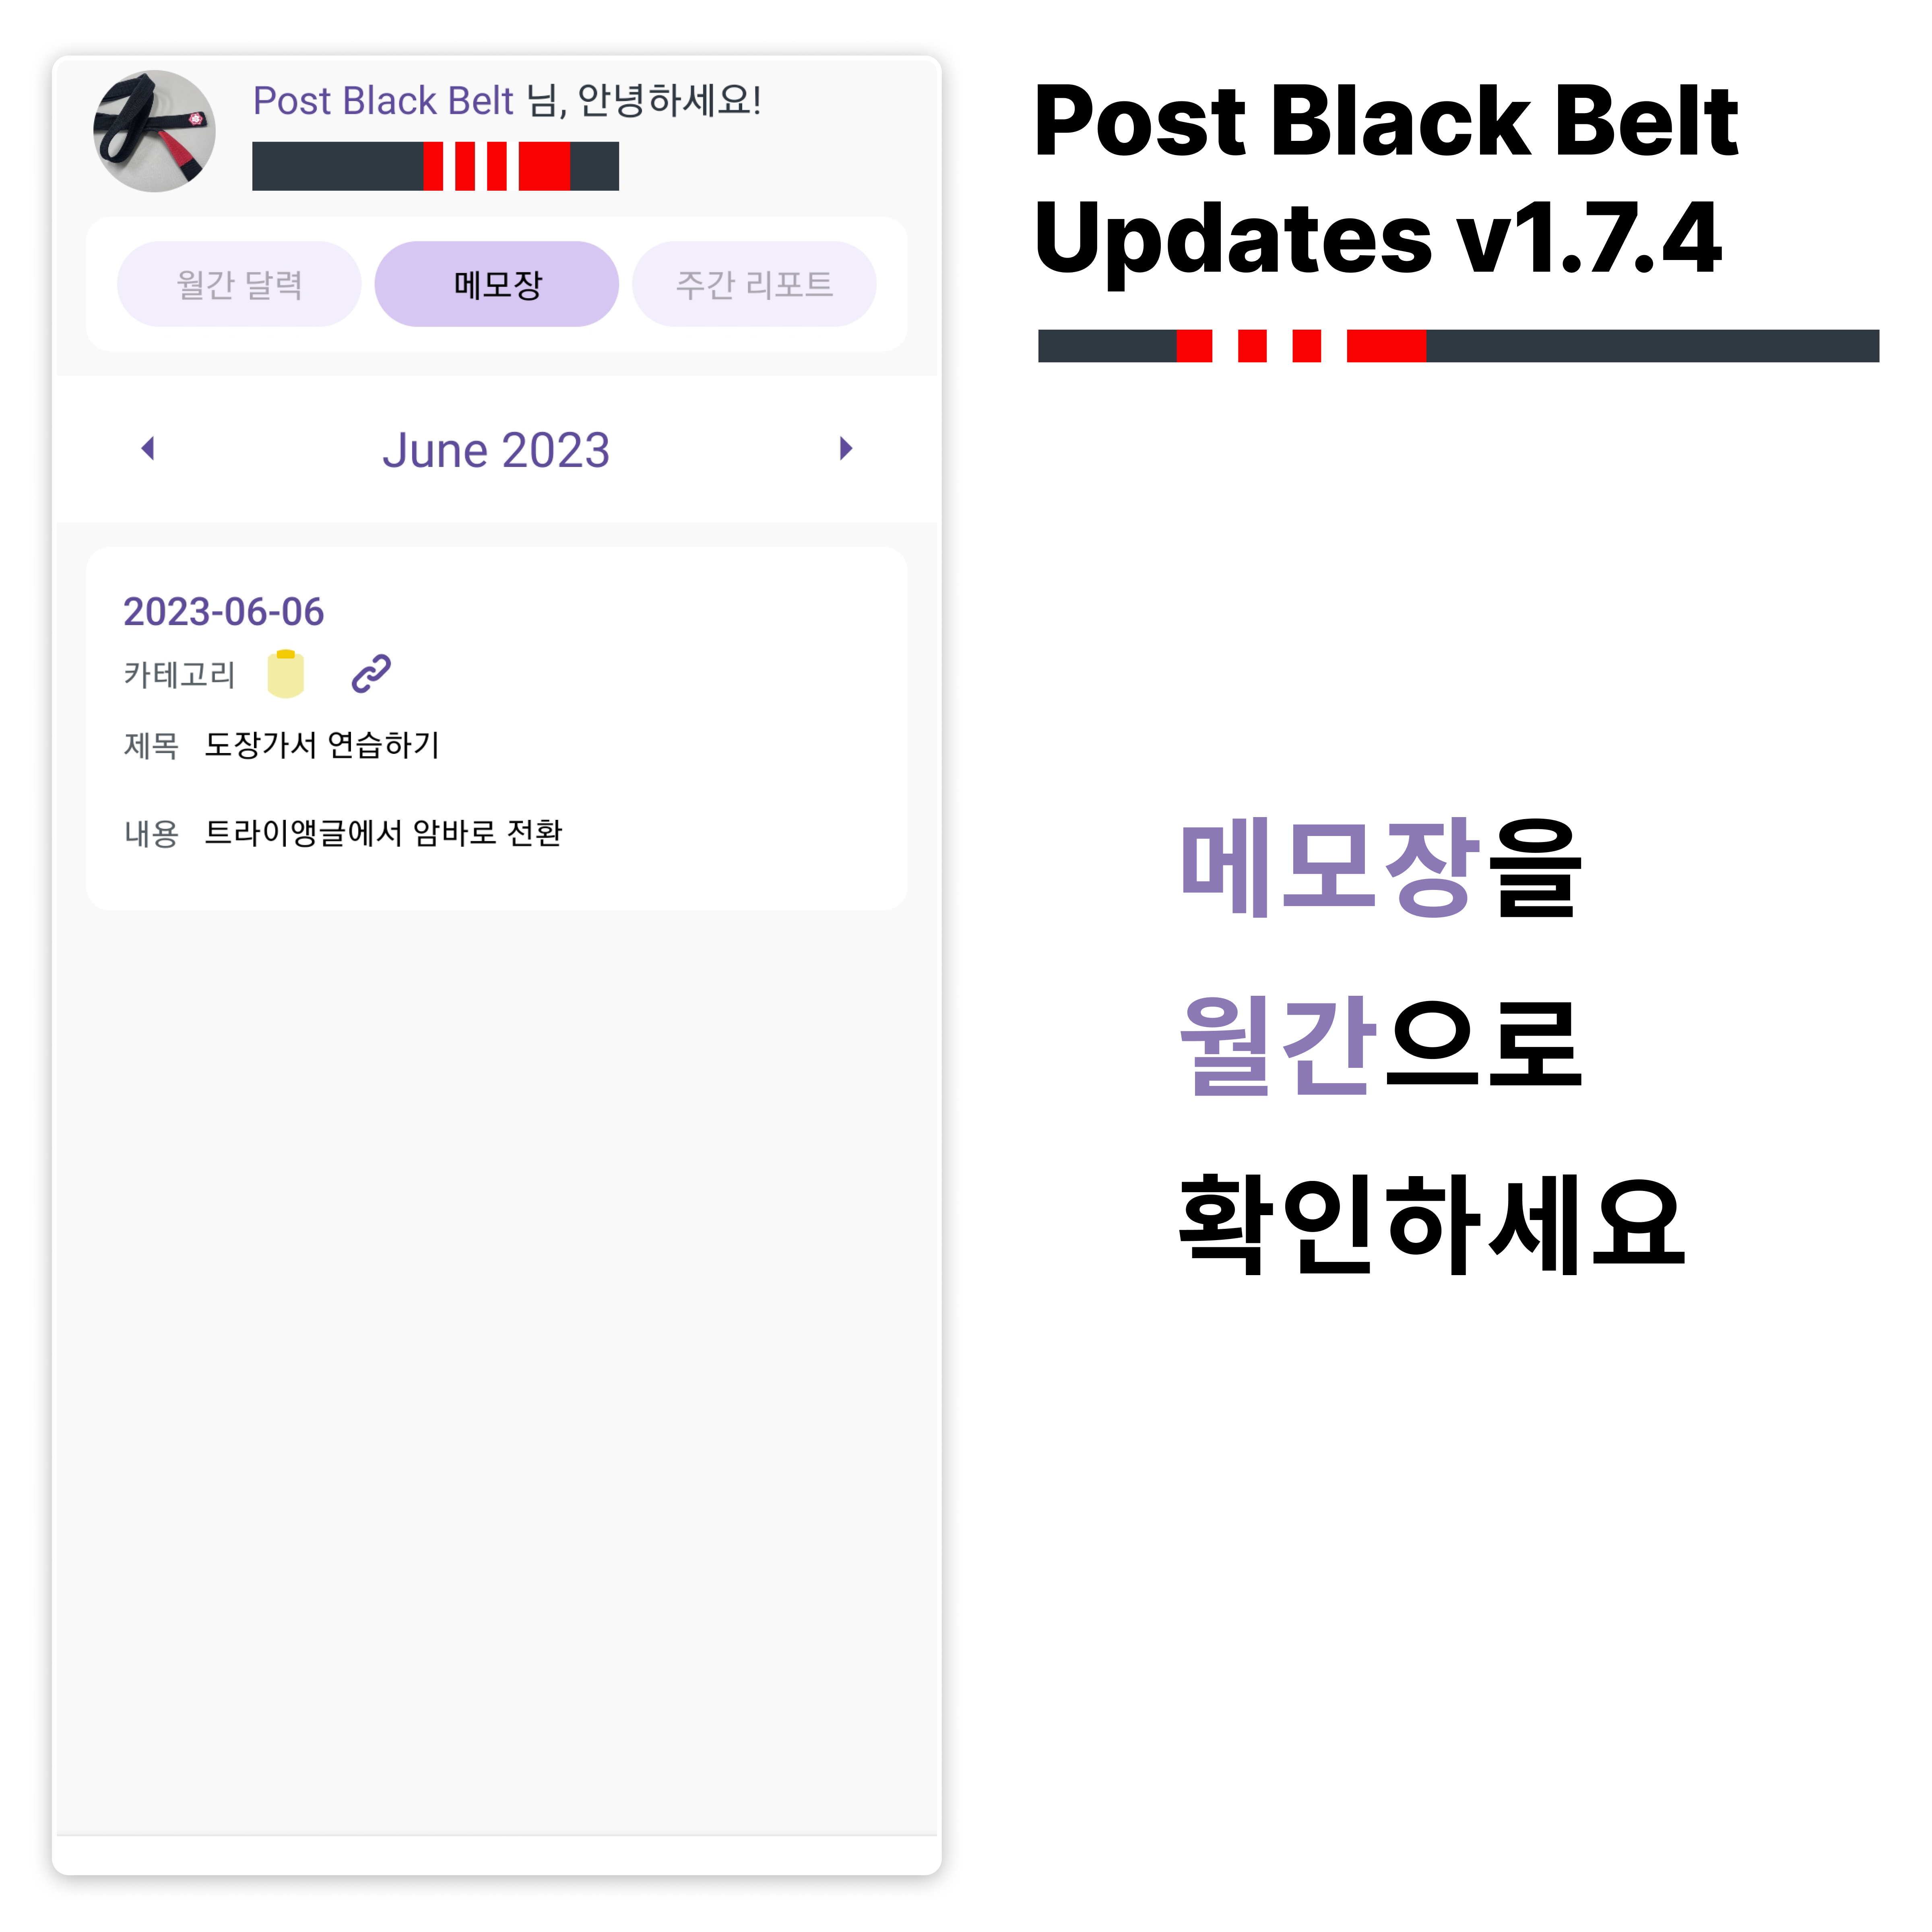 Post Black Belt 님, 안녕하세요!
월간 달력
메모장
주간 리포트
June 2023
2023-06-06
카테고리
제목 도장가서 연습하기
내용 트라이앵글에서 암바로 전환
Post Black Belt
Updates v1.7.4
메모장을
월간으로
확인하세요